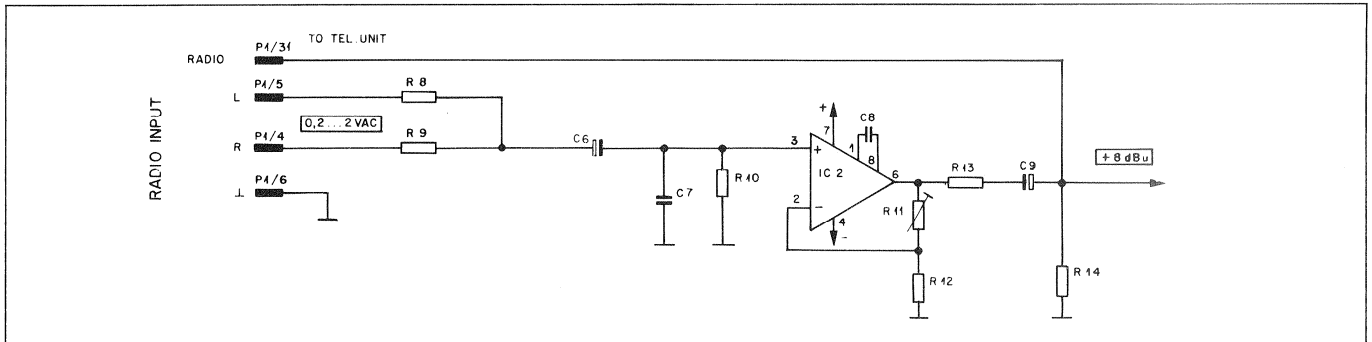 TO TEL.UNIT
RADIO P1/31
L P1/5 R 8
0,2 ... 2 VAC
R P1/4 R 9
⊥ P1/6
RADIO INPUT
C6
C7
R 10
3 +
2 −
IC 2
+
7
1
C8
8
6
4
-
R 11
R 12
R 13
C9
+8 dBu
R 14